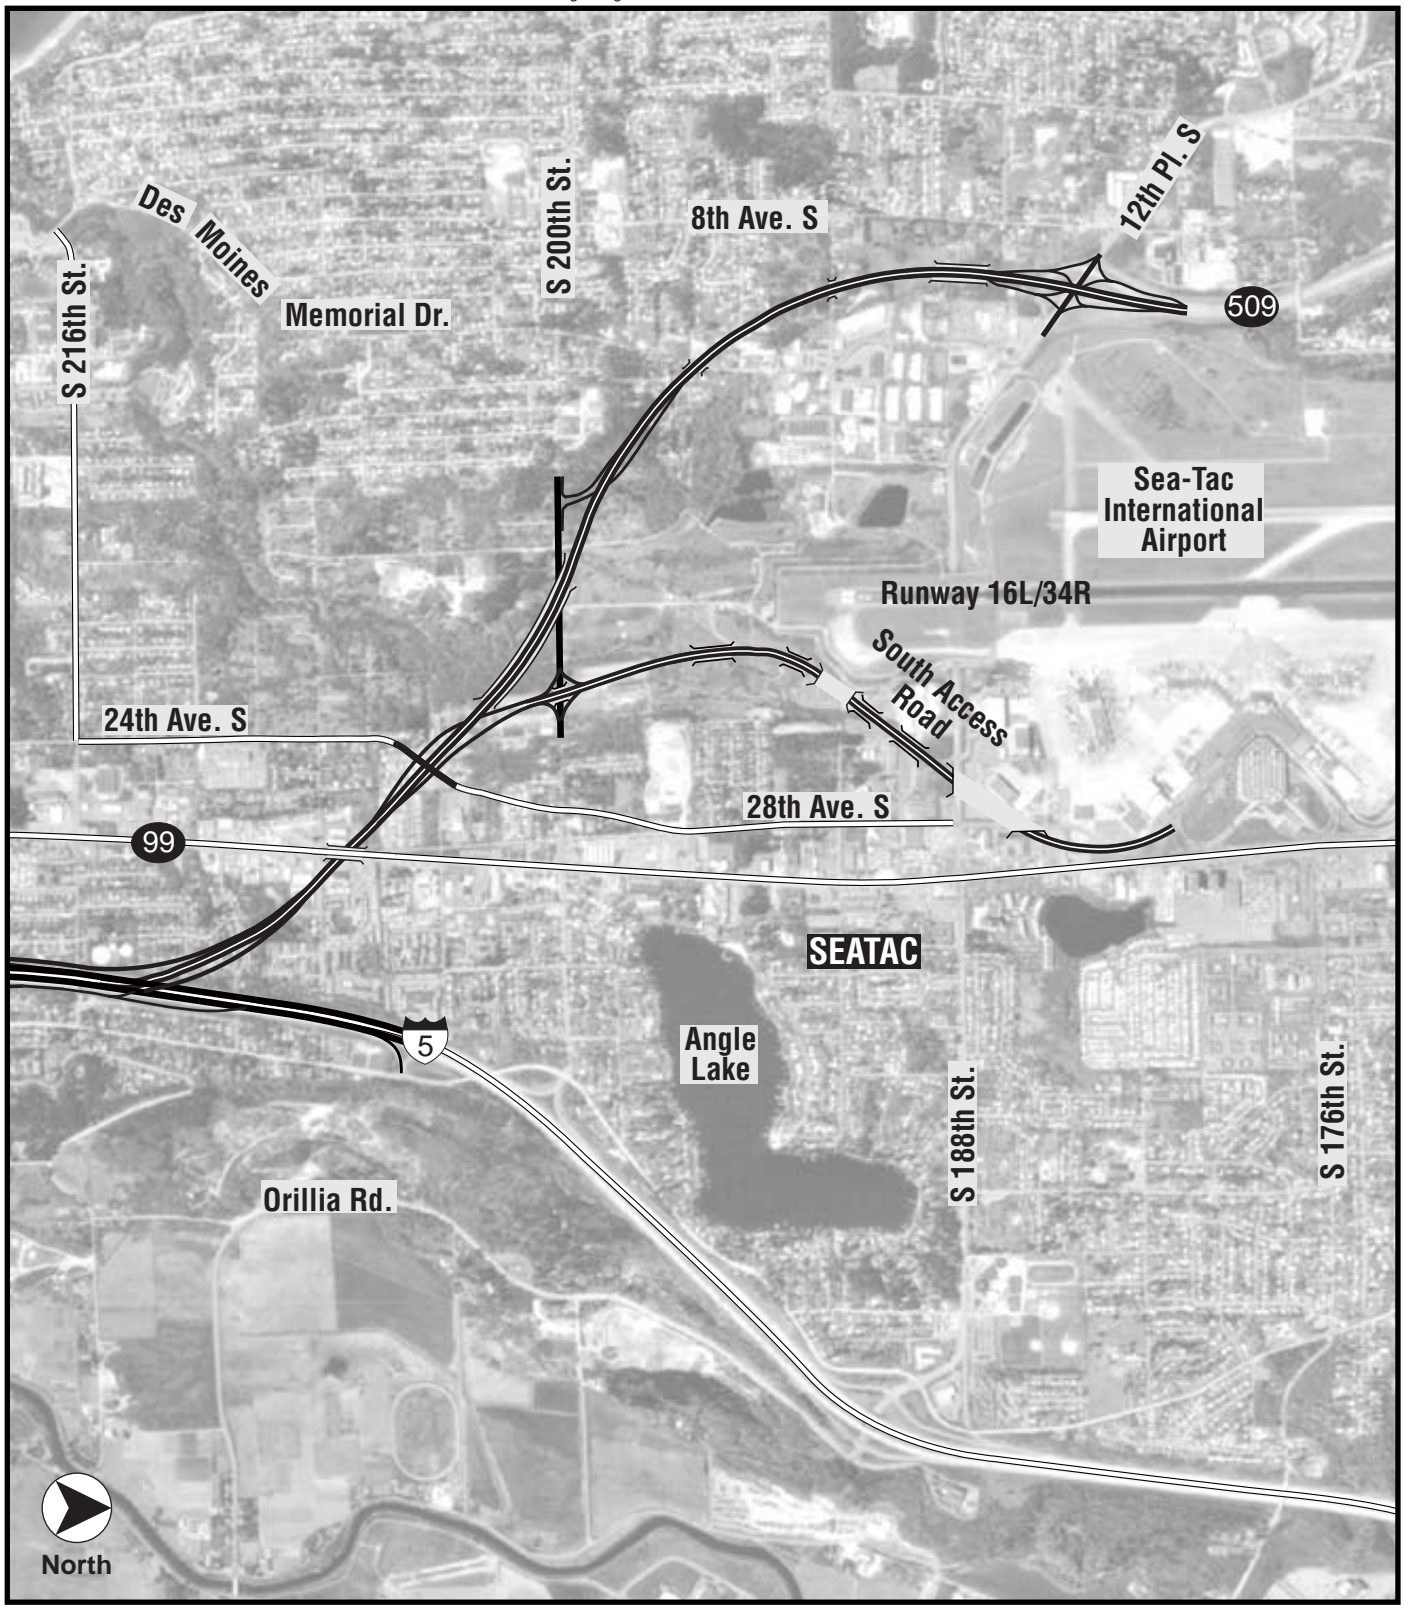 12th Pl. S
Des Moines
Memorial Dr.
S 200th St.
8th Ave. S
S 216th St.
509
Sea-Tac
International
Airport
Runway 16L/34R
South Access
Road
24th Ave. S
28th Ave. S
99
SEATAC
5
Angle
Lake
S 188th St.
S 176th St.
Orillia Rd.
North